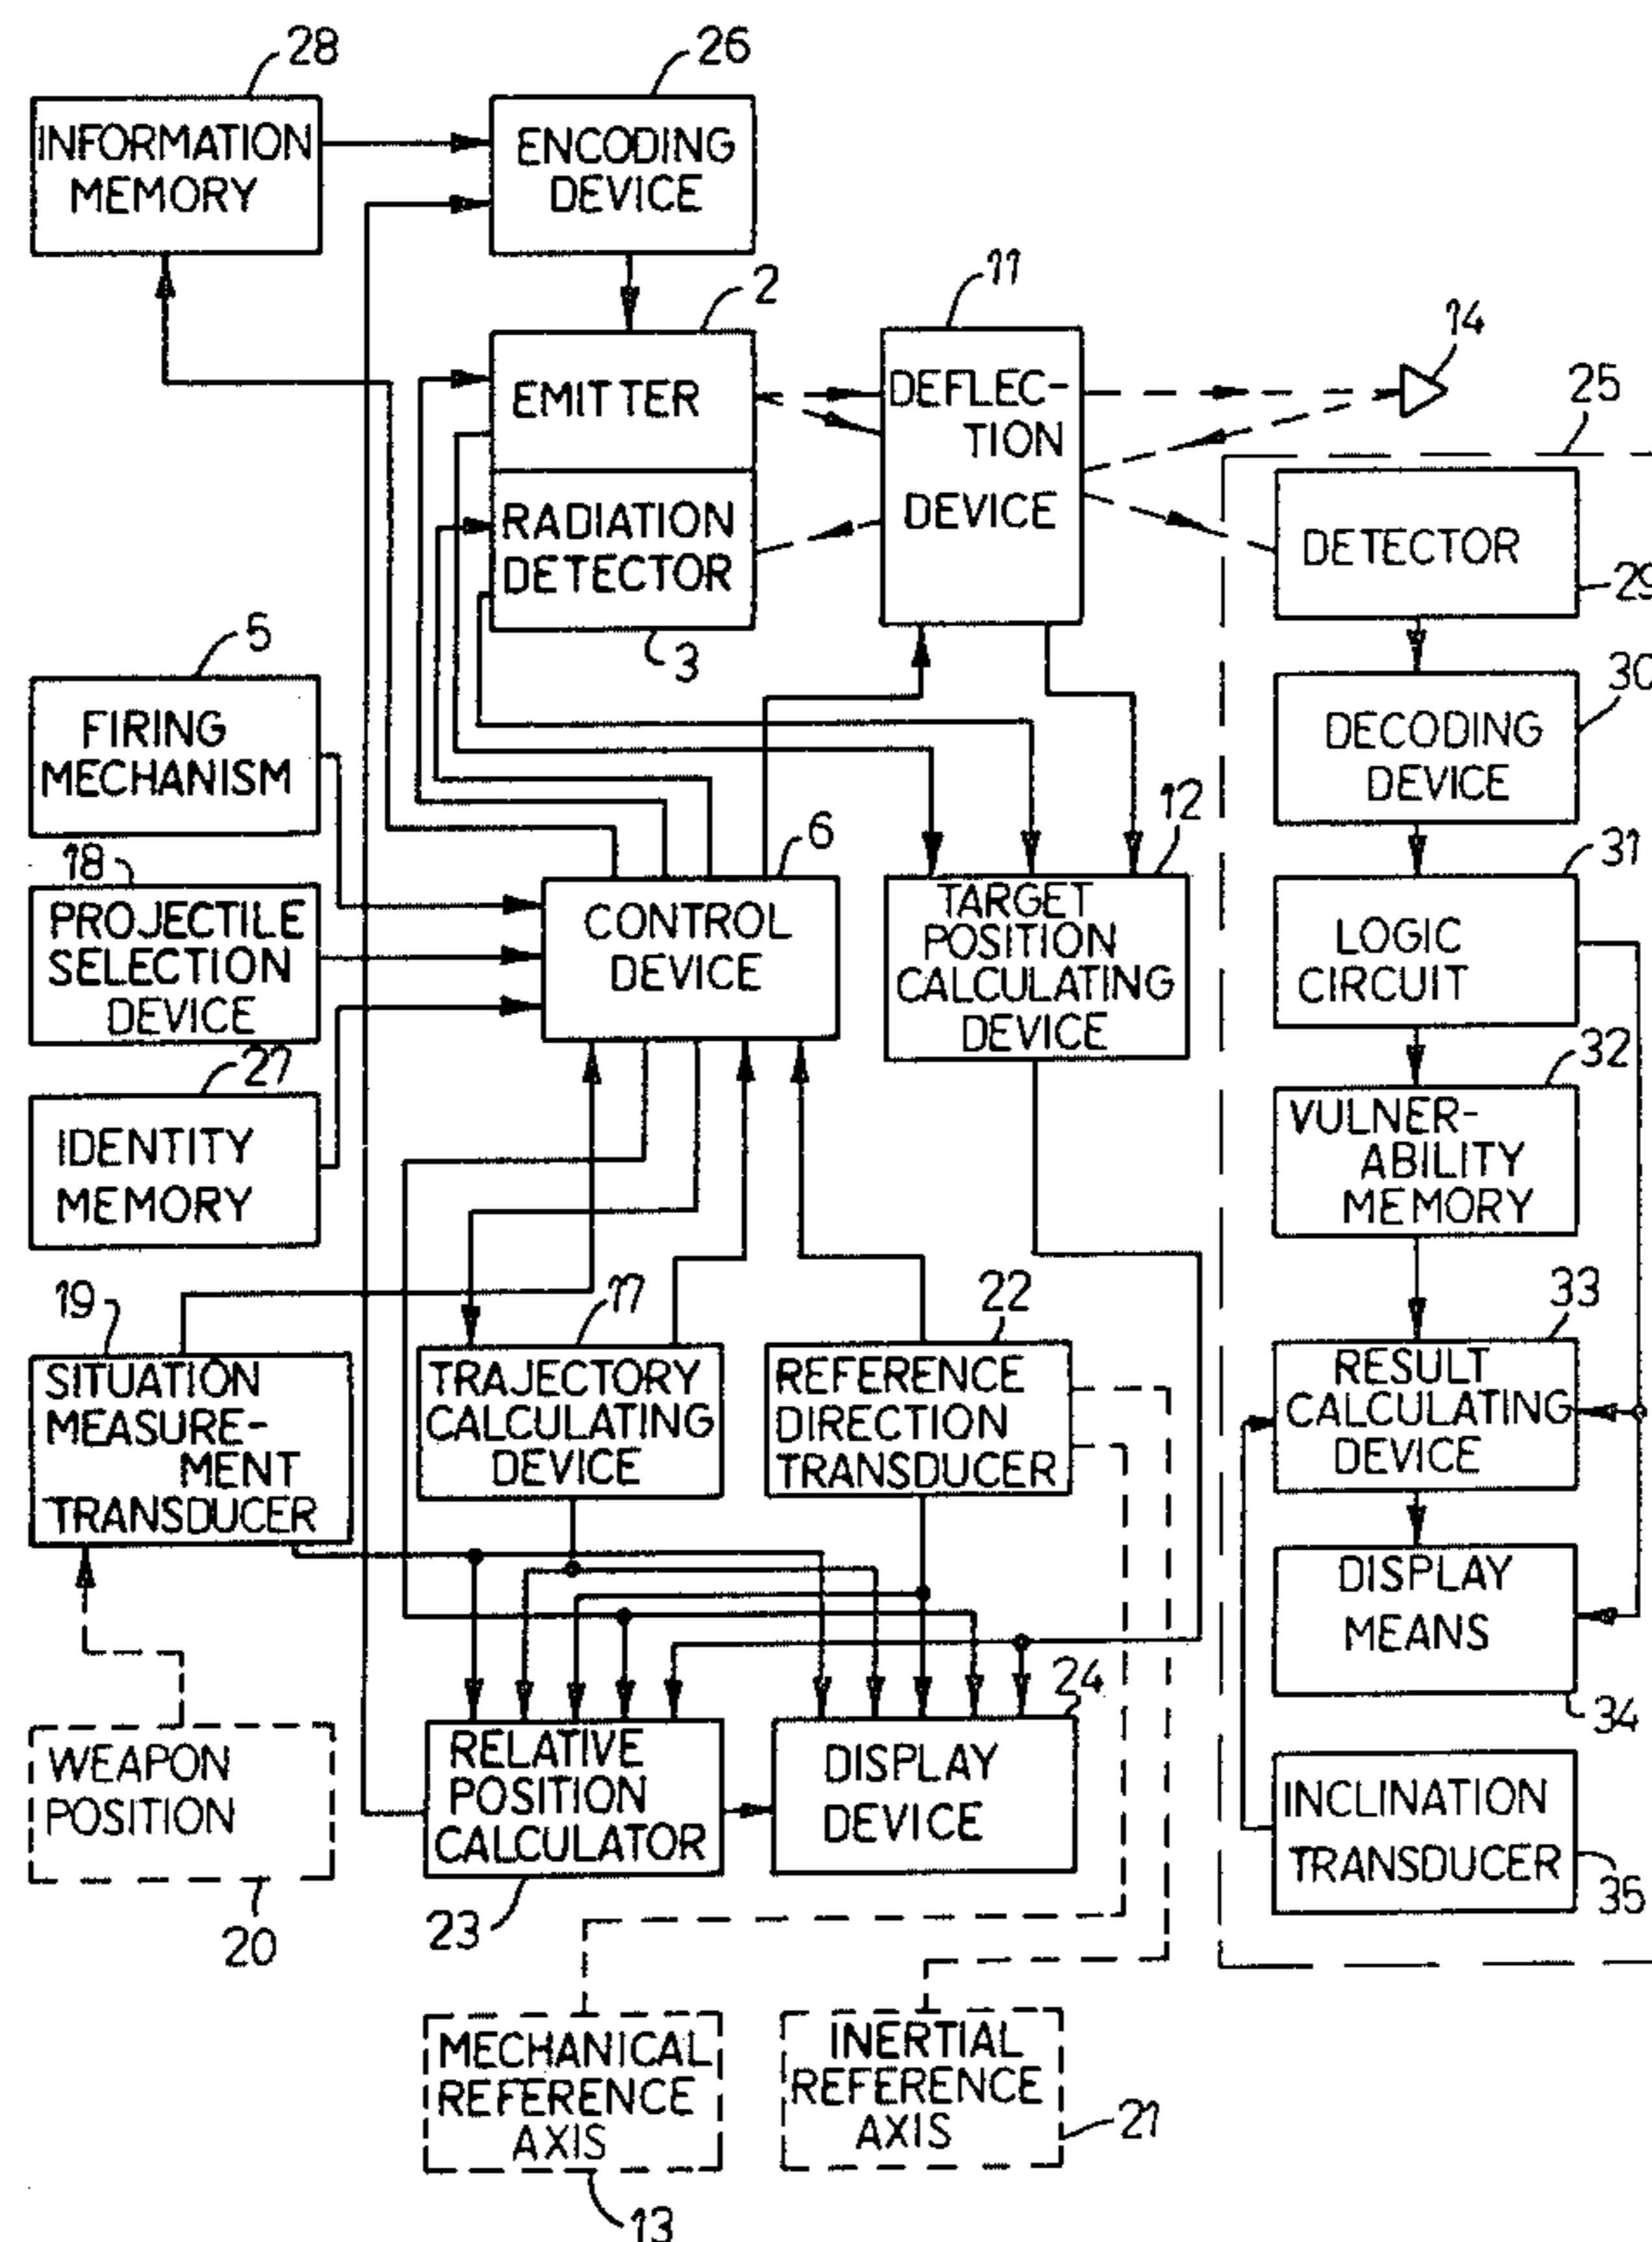 28
26
INFORMATION
MEMORY
ENCODING
DEVICE
2
11
14
25
EMITTER
DEFLEC-
TION
DEVICE
RADIATION
DETECTOR
3
DETECTOR
29
5
FIRING
MECHANISM
30
DECODING
DEVICE
18
PROJECTILE
SELECTION
DEVICE
6
CONTROL
DEVICE
12
TARGET
POSITION
CALCULATING
DEVICE
31
LOGIC
CIRCUIT
27
IDENTITY
MEMORY
32
VULNER-
ABILITY
MEMORY
19
SITUATION
MEASURE-
MENT
TRANSDUCER
17
TRAJECTORY
CALCULATING
DEVICE
22
REFERENCE
DIRECTION
TRANSDUCER
33
RESULT
CALCULATING
DEVICE
DISPLAY
MEANS
34
WEAPON
POSITION
20
RELATIVE
POSITION
CALCULATOR
23
24
DISPLAY
DEVICE
INCLINATION
TRANSDUCER
35
MECHANICAL
REFERENCE
AXIS
13
INERTIAL
REFERENCE
AXIS
21